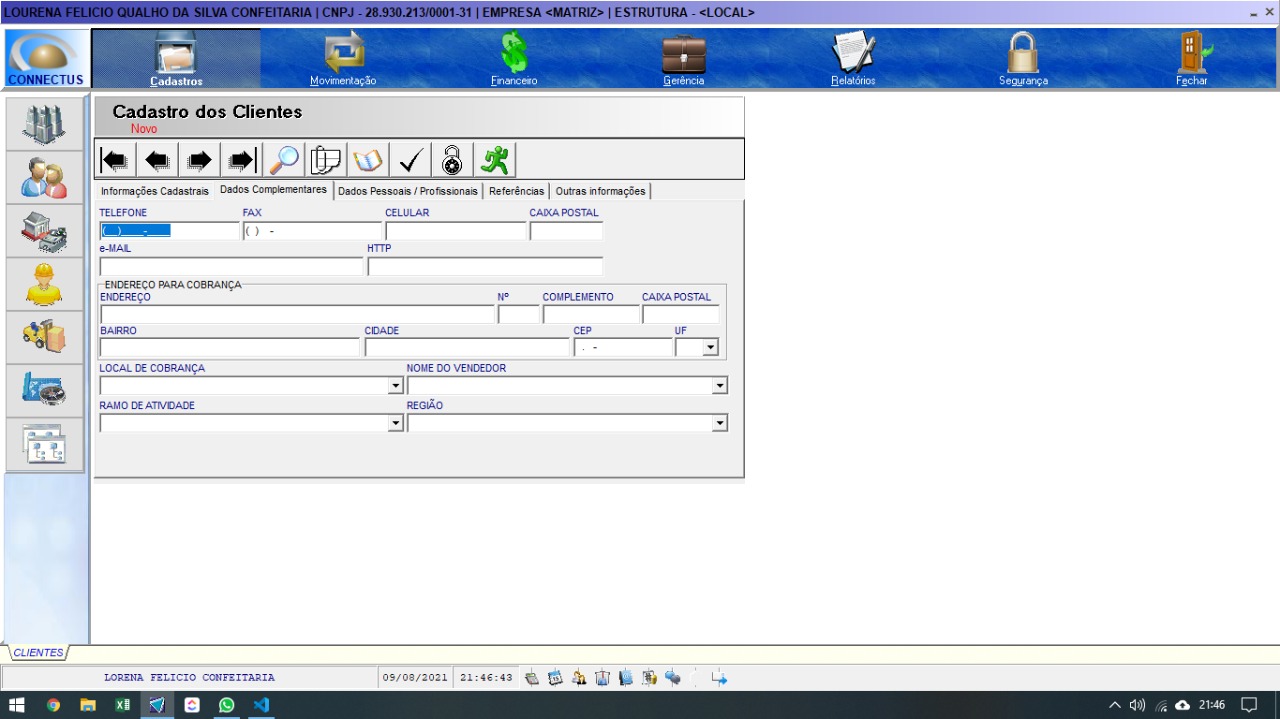 LOURENA FELICIO QUALHO DA SILVA CONFEITARIA | CNPJ - 28.930.213/0001-31 | EMPRESA <MATRIZ> | ESTRUTURA - <LOCAL>
CONNECTUS
Cadastros
Movimentação
Financeiro
Gerência
Relatórios
Segurança
Fechar
Cadastro dos Clientes
Novo
Informações Cadastrais
Dados Complementares
Dados Pessoais / Profissionais
Referências
Outras informações
TELEFONE FAX CELULAR CAIXA POSTAL
( ) - ( ) -
e-MAIL HTTP
ENDEREÇO PARA COBRANÇA
ENDEREÇO Nº COMPLEMENTO CAIXA POSTAL
BAIRRO CIDADE CEP UF
. -
LOCAL DE COBRANÇA NOME DO VENDEDOR
RAMO DE ATIVIDADE REGIÃO
CLIENTES
LORENA FELICIO CONFEITARIA 09/08/2021 21:46:43
21:46